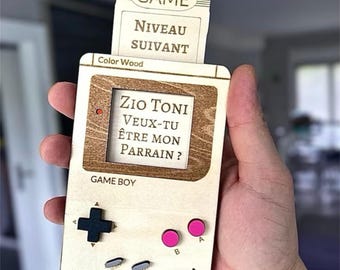 GAME
Niveau
suivant
Color Wood
Zio Toni
Veux-tu
être mon
Parrain ?
GAME BOY
A
B